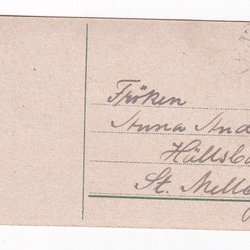 Fröken
Anna And
Hällsb
St. Mell